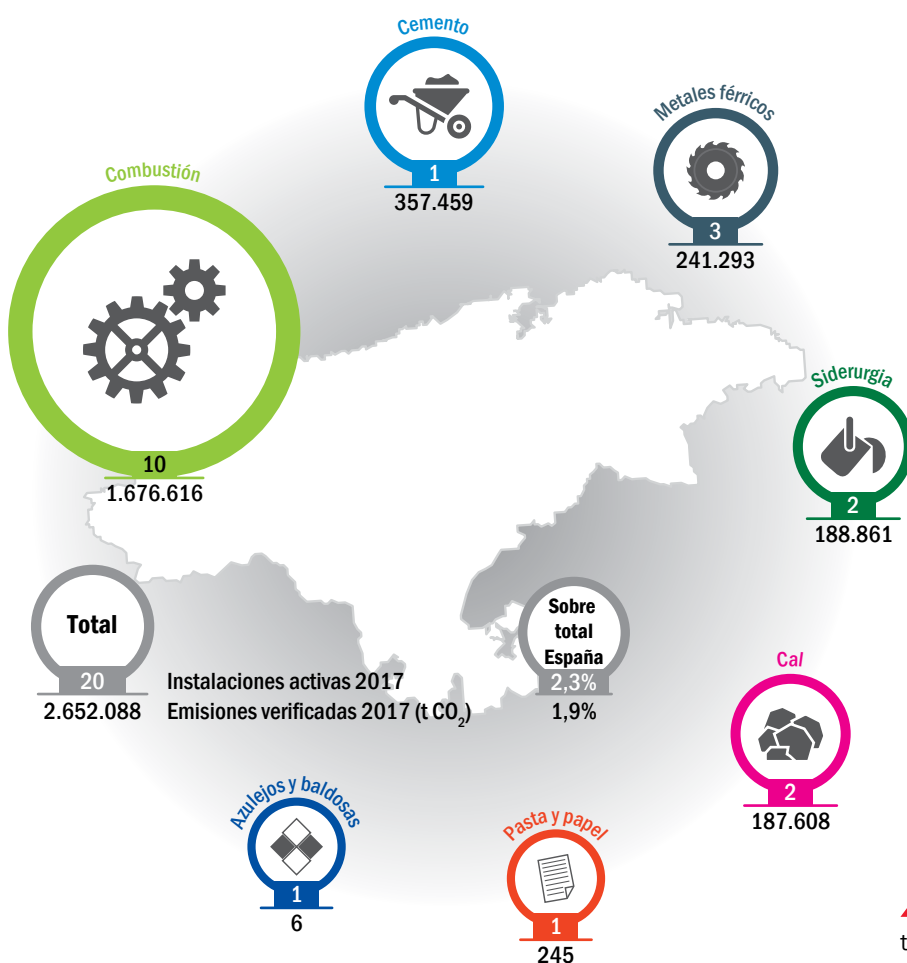 Cemento
1
357.459
Metales férricos
3
241.293
Combustión
10
1.676.616
Siderurgia
2
188.861
Total
20
2.652.088
Instalaciones activas 2017
Emisiones verificadas 2017 (t CO₂)
Sobre
total
España
2,3%
1,9%
Cal
2
187.608
Azulejos y baldosas
1
6
Pasta y papel
1
245
t